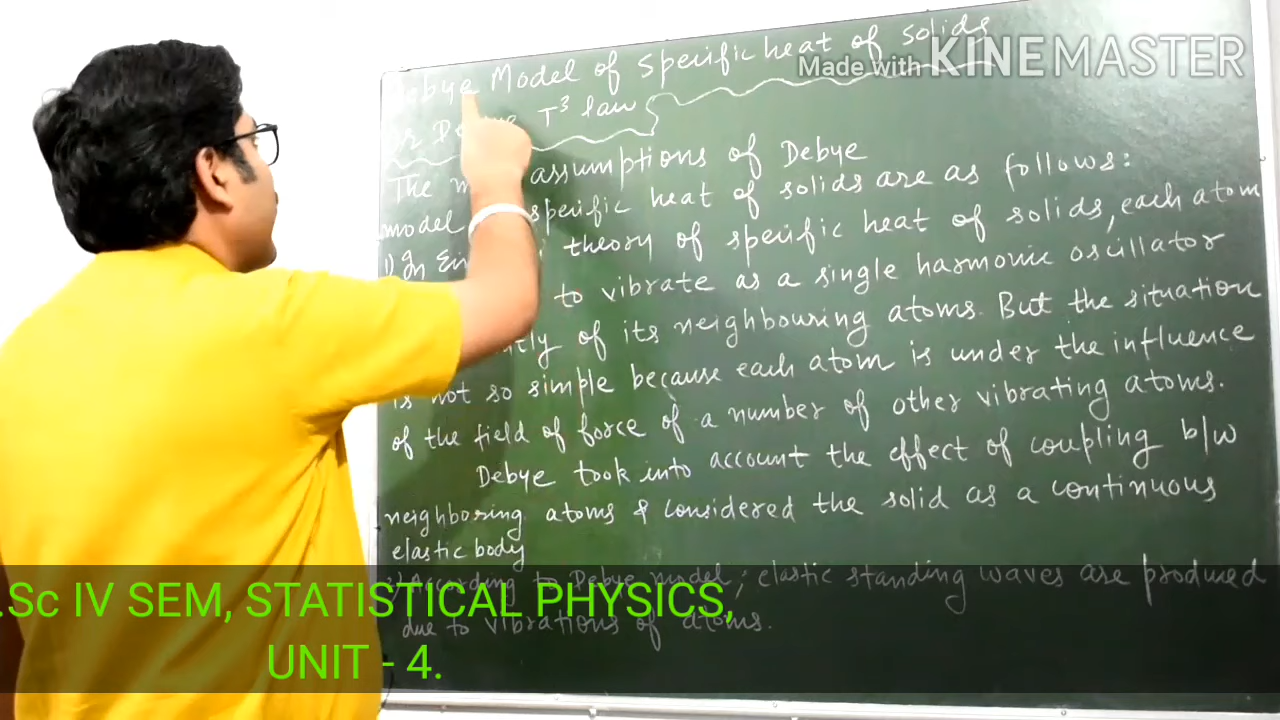 Debye Model of specific heat of solids
Made with KINEMASTER
or Debye T³ law
The assumptions of Debye
model specific heat of solids are as follows:
1) In theory of specific heat of solids, each atom
to vibrate as a single harmonic oscillator
of its neighbouring atoms. But the situation
is not so simple because each atom is under the influence
of the field of force of a number of other vibrating atoms.
Debye took into account the effect of coupling b/w
neighboring atoms & considered the solid as a continuous
elastic body
According to Debye model; elastic standing waves are produced
due to vibrations of atoms.
.Sc IV SEM, STATISTICAL PHYSICS,
UNIT - 4.